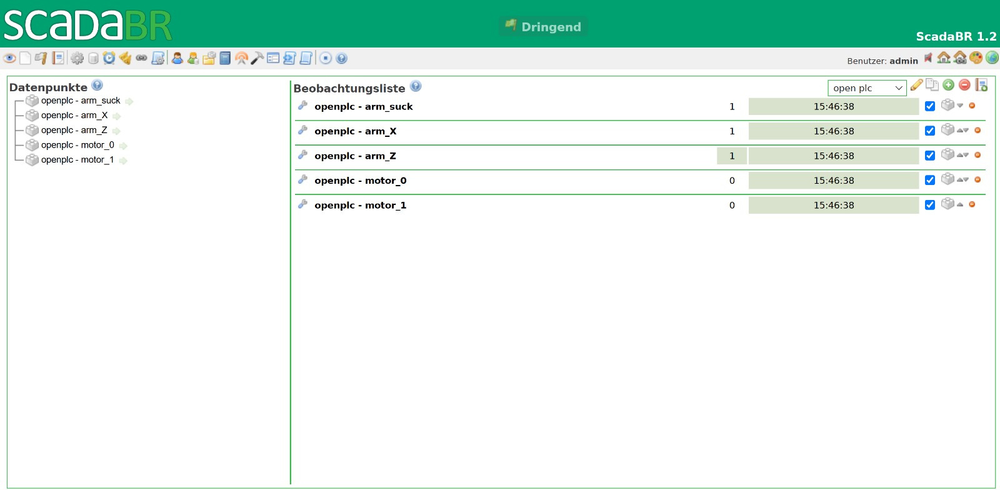 SCADABR
Dringend
ScadaBR 1.2
Benutzer: admin
Datenpunkte
openplc - arm_suck
openplc - arm_X
openplc - arm_Z
openplc - motor_0
openplc - motor_1
Beobachtungsliste
open plc
openplc - arm_suck 1 15:46:38
openplc - arm_X 1 15:46:38
openplc - arm_Z 1 15:46:38
openplc - motor_0 0 15:46:38
openplc - motor_1 0 15:46:38